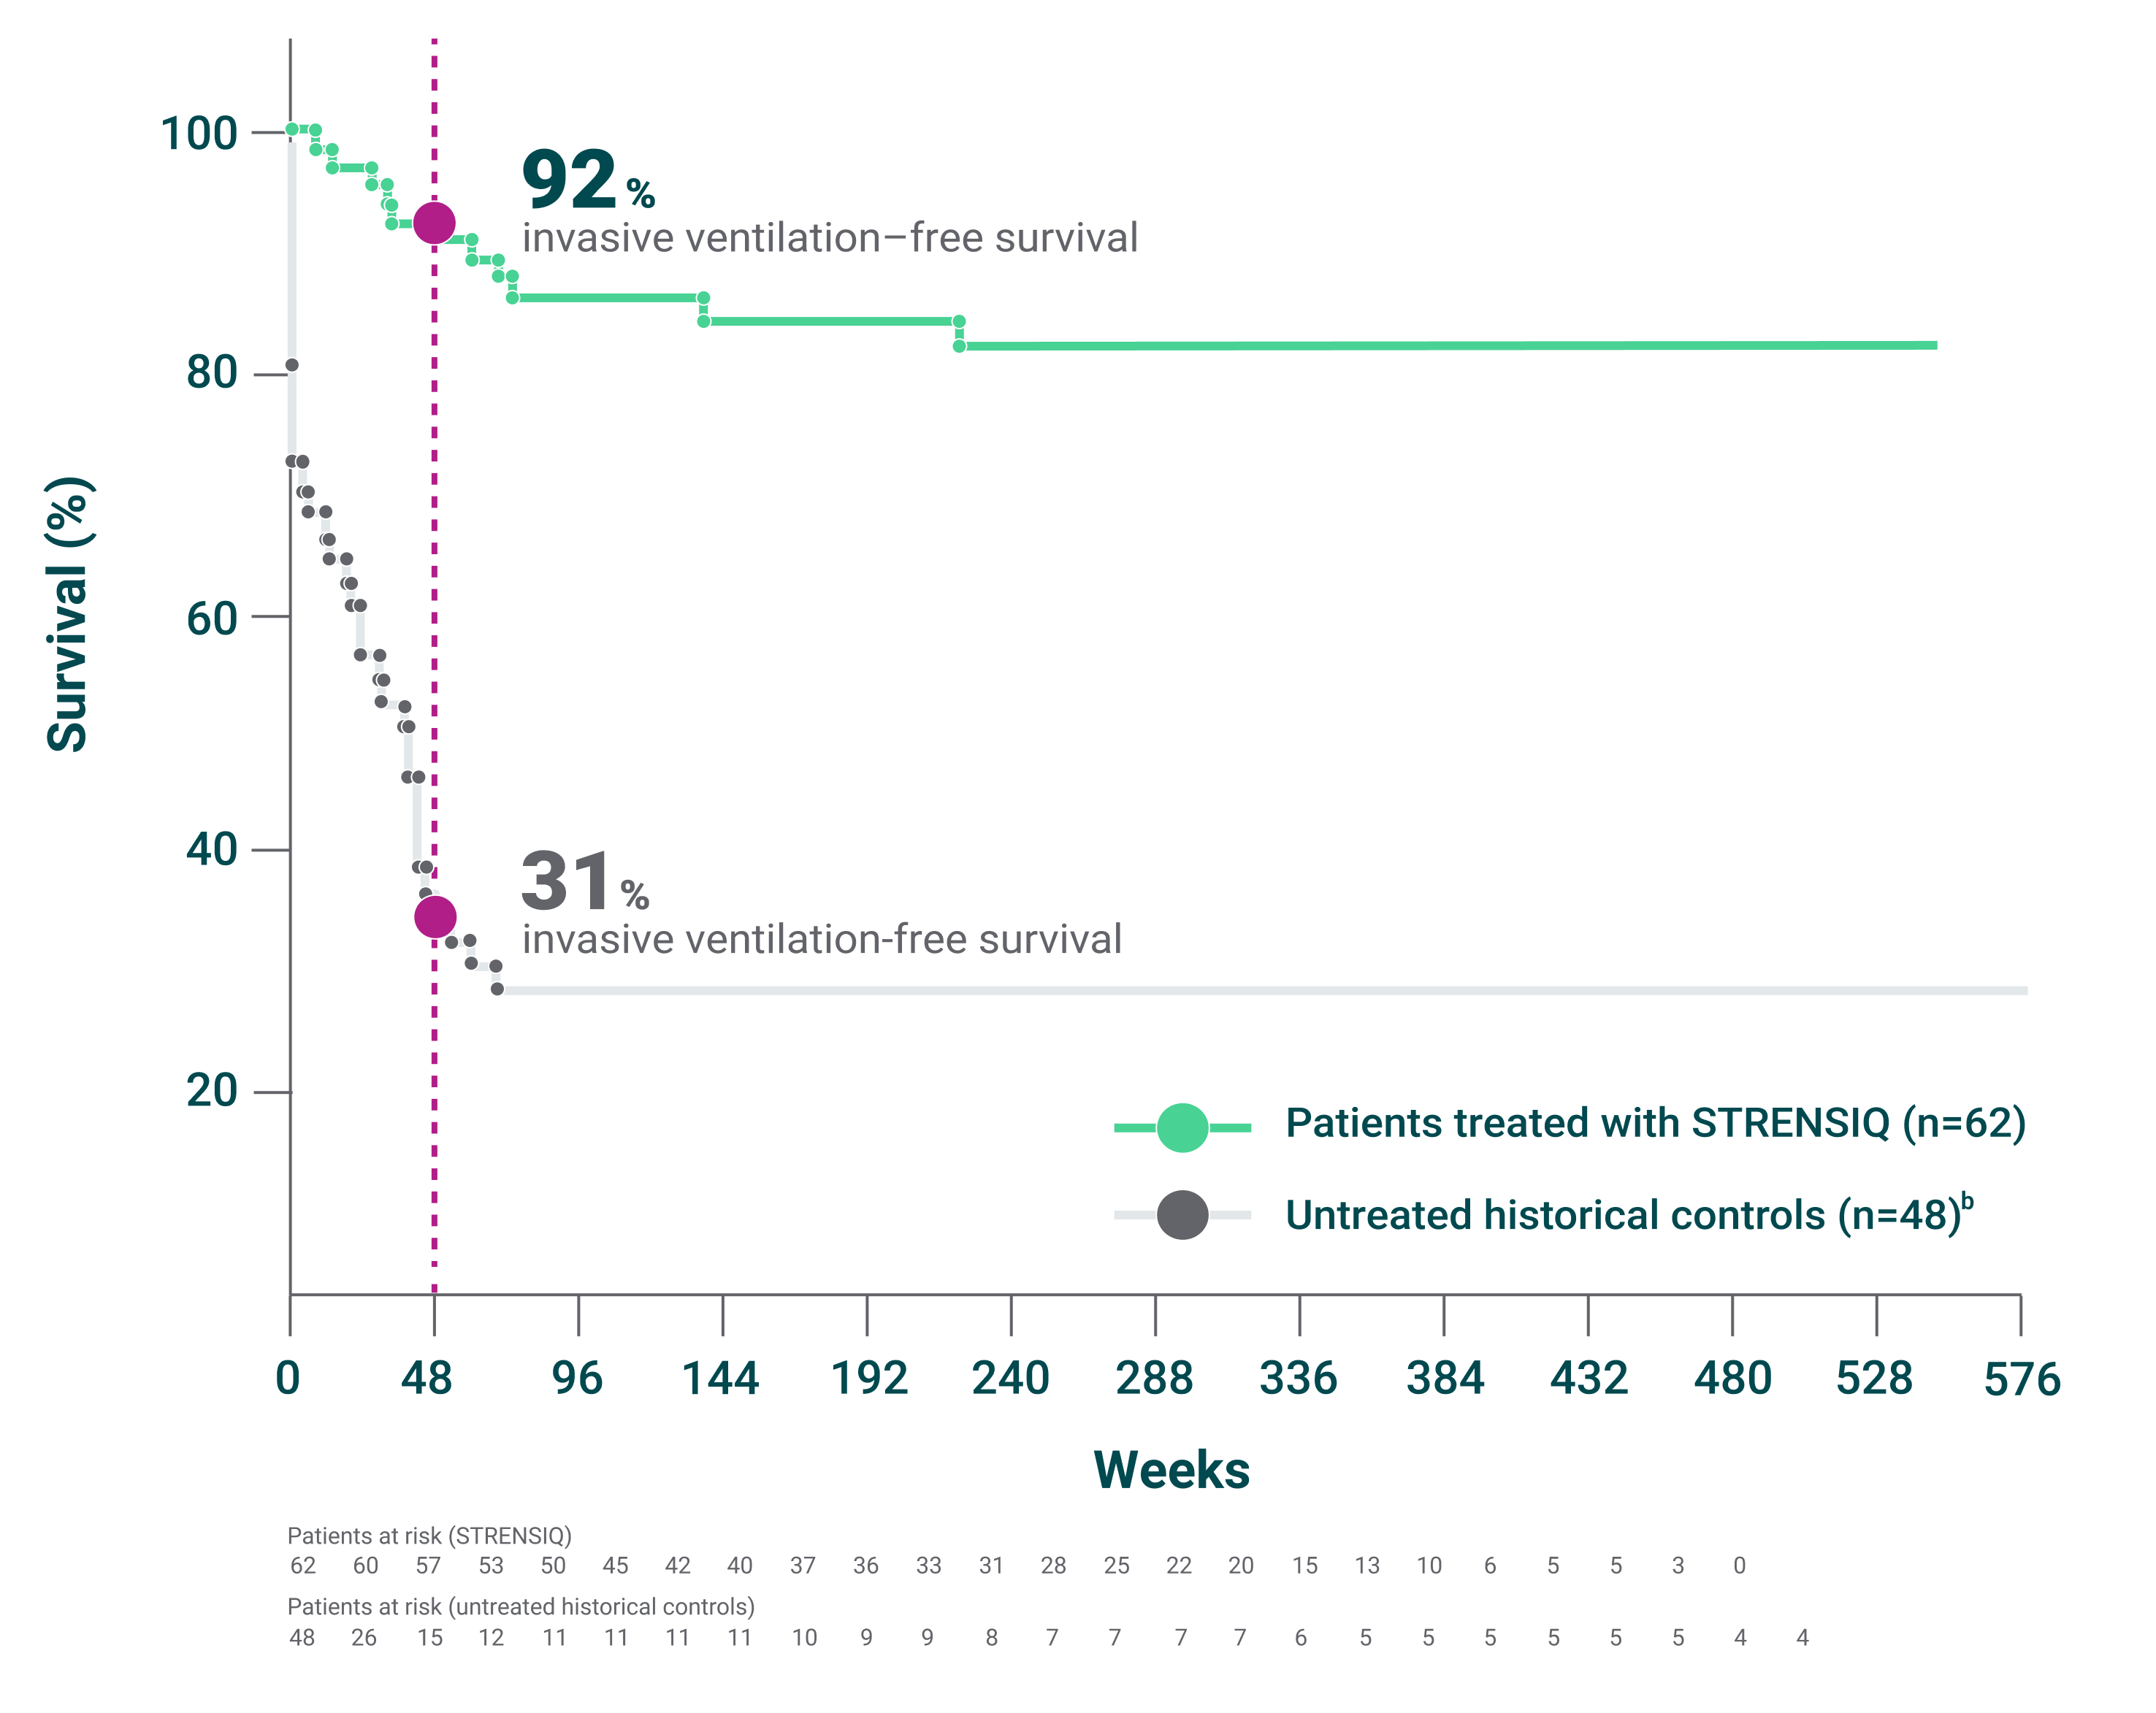 100
80
60
40
20
Survival (%)
92%
invasive ventilation–free survival
31%
invasive ventilation-free survival
Patients treated with STRENSIQ (n=62)
Untreated historical controls (n=48)b
0 48 96 144 192 240 288 336 384 432 480 528 576
Weeks
Patients at risk (STRENSIQ)
62 60 57 53 50 45 42 40 37 36 33 31 28 25 22 20 15 13 10 6 5 5 3 0
Patients at risk (untreated historical controls)
48 26 15 12 11 11 11 11 10 9 9 8 7 7 7 7 6 5 5 5 5 5 5 4 4